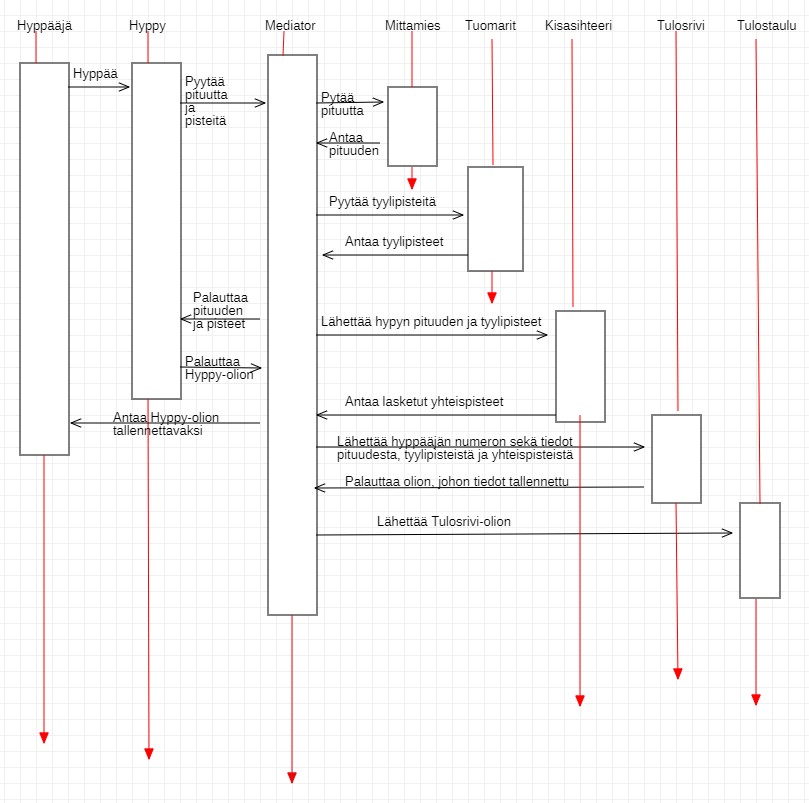 Hyppääjä
Hyppy
Mediator
Mittamies
Tuomarit
Kisasihteeri
Tulosrivi
Tulostaulu
Hyppää
Pyytää
pituutta
ja
pisteitä
Pytää
pituutta
Antaa
pituuden
Pyytää tyylipisteitä
Antaa tyylipisteet
Palauttaa
pituuden
ja pisteet
Lähettää hypyn pituuden ja tyylipisteet
Palauttaa
Hyppy-olion
Antaa lasketut yhteispisteet
Antaa Hyppy-olion
tallennettavaksi
Lähettää hyppääjän numeron sekä tiedot
pituudesta, tyylipisteistä ja yhteispisteistä
Palauttaa olion, johon tiedot tallennettu
Lähettää Tulosrivi-olion